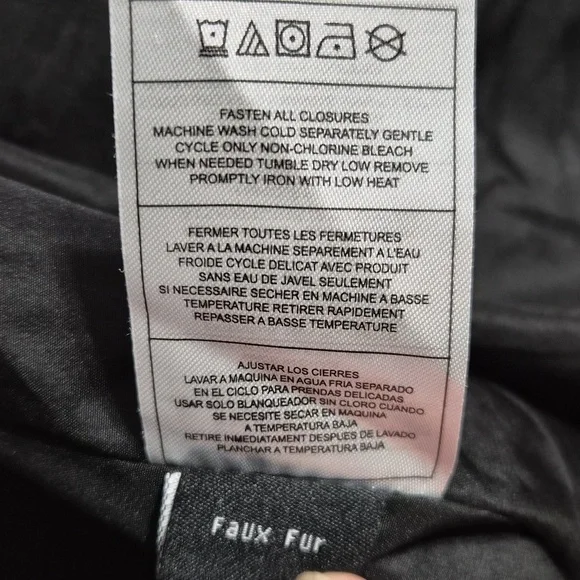 FASTEN ALL CLOSURES
MACHINE WASH COLD SEPARATELY GENTLE
CYCLE ONLY NON-CHLORINE BLEACH
WHEN NEEDED TUMBLE DRY LOW REMOVE
PROMPTLY IRON WITH LOW HEAT
FERMER TOUTES LES FERMETURES
LAVER A LA MACHINE SEPAREMENT A L'EAU
FROIDE CYCLE DELICAT AVEC PRODUIT
SANS EAU DE JAVEL SEULEMENT
SI NECESSAIRE SECHER EN MACHINE A BASSE
TEMPERATURE RETIRER RAPIDEMENT
REPASSER A BASSE TEMPERATURE
AJUSTAR LOS CIERRES
LAVAR A MAQUINA EN AGUA FRIA SEPARADO
EN EL CICLO PARA PRENDAS DELICADAS
USAR SOLO BLANQUEADOR SIN CLORO CUANDO
SE NECESITE SECAR EN MAQUINA
A TEMPERATURA BAJA
RETIRE INMEDIATAMENT DESPUES DE LAVADO
PLANCHAR A TEMPERATURA BAJA
Faux Fur